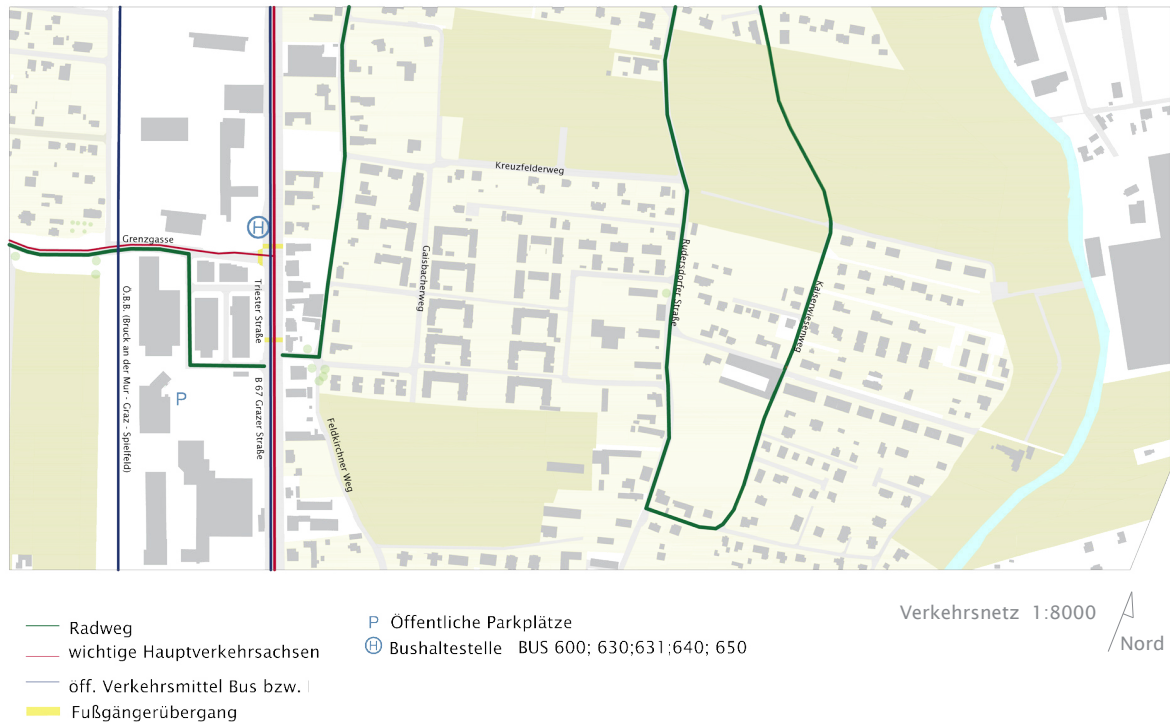 Kreuzfelderweg
H
Grenzgasse
Gaisbacherweg
Rudersdorfer Straße
Triester Straße
Kaiserwiesenweg
Ö.B.B. (Bruck an der Mur - Graz - Spielfeld)
P
B 67 Grazer Straße
Feldkirchner Weg
Radweg
wichtige Hauptverkehrsachsen
öff. Verkehrsmittel Bus bzw.
Fußgängerübergang
P Öffentliche Parkplätze
H Bushaltestelle BUS 600; 630;631;640; 650
Verkehrsnetz 1:8000
Nord